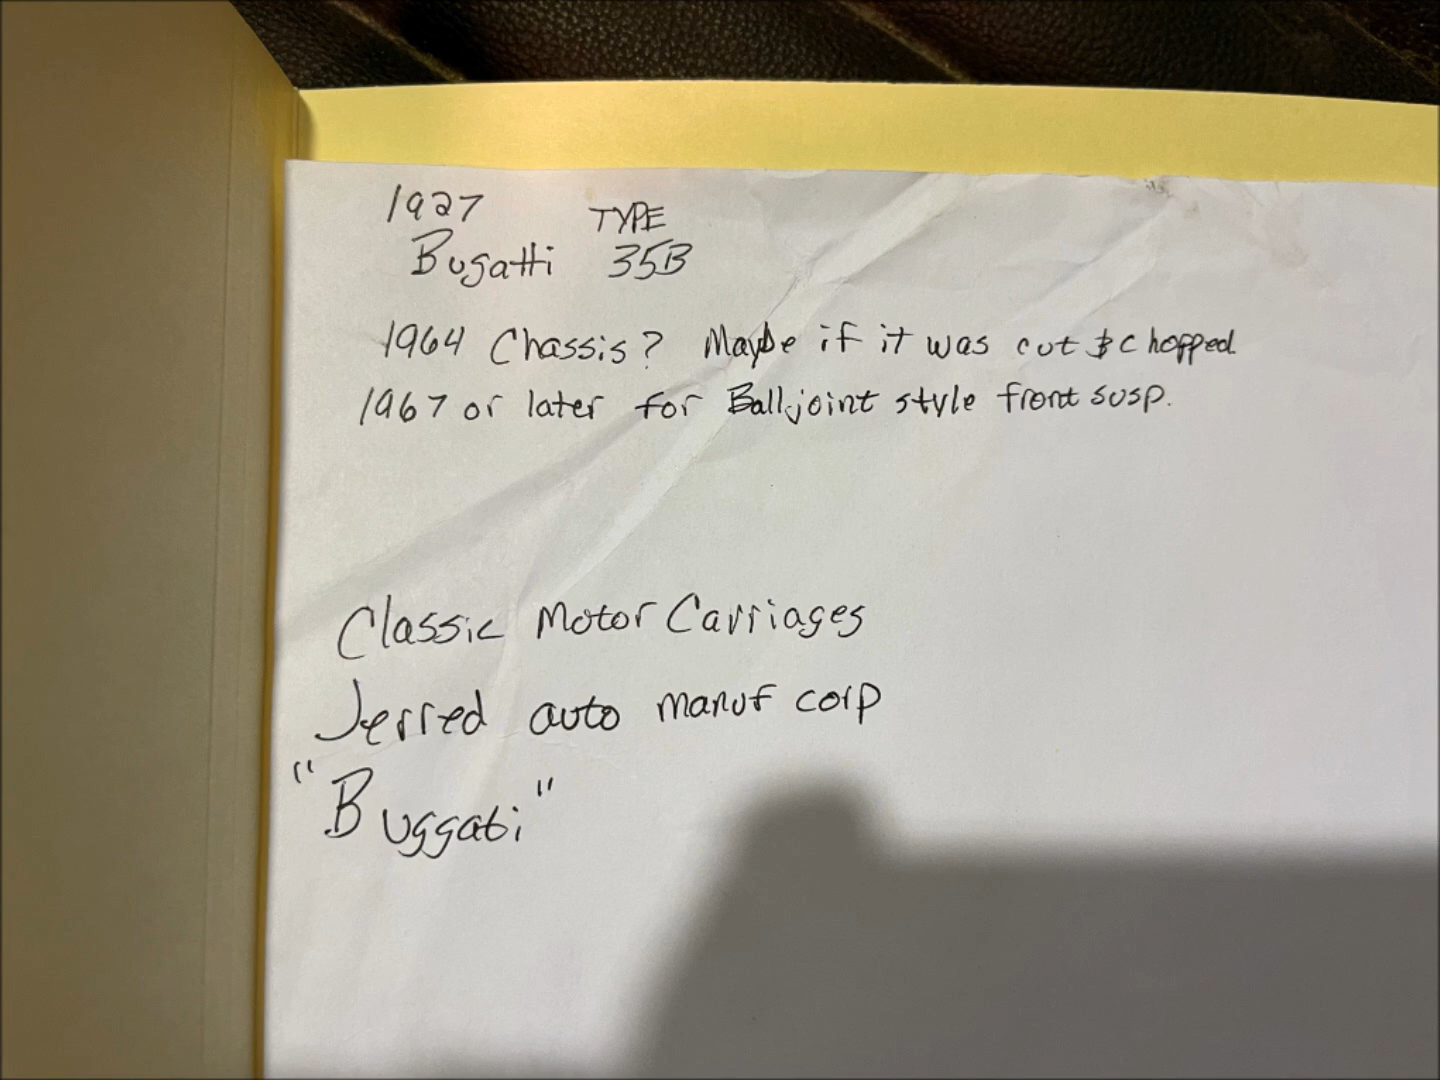 1927 TYPE
Bugatti 35B
1964 Chassis? Maybe if it was cut & chopped
1967 or later for Balljoint style front susp.
Classic Motor Carriages
Jerred auto manuf corp
"Buggati"